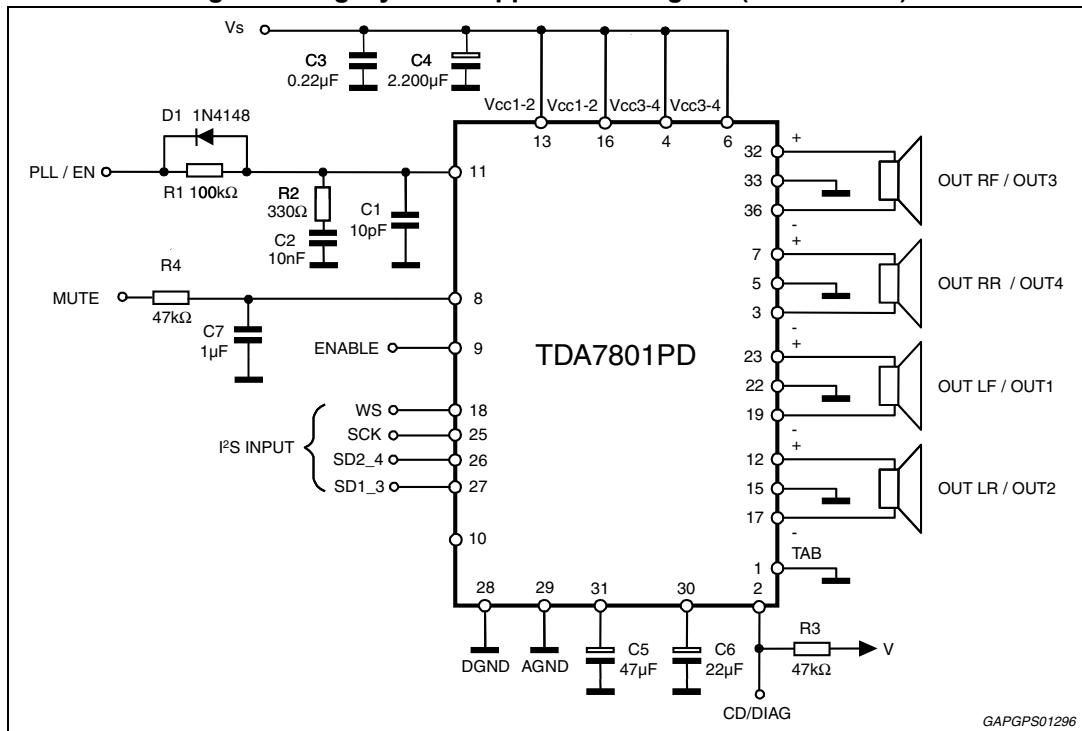 Vs
C3
0.22µF
C4
2.200µF
Vcc1-2 Vcc1-2 Vcc3-4 Vcc3-4
13 16 4 6
D1 1N4148
PLL / EN
R1 100kΩ
11
R2
330Ω
C2
10nF
C1
10pF
R4
MUTE
47kΩ
8
C7
1µF
ENABLE
9
TDA7801PD
I²S INPUT
WS
18
SCK
25
SD2_4
26
SD1_3
27
10
32
+
33
36
-
OUT RF / OUT3
7
+
5
3
-
OUT RR / OUT4
23
+
22
19
-
OUT LF / OUT1
12
+
15
17
-
OUT LR / OUT2
TAB
1
28 29 31 30 2
DGND AGND
C5
47µF
C6
22µF
R3
47kΩ
V
CD/DIAG
GAPGPS01296